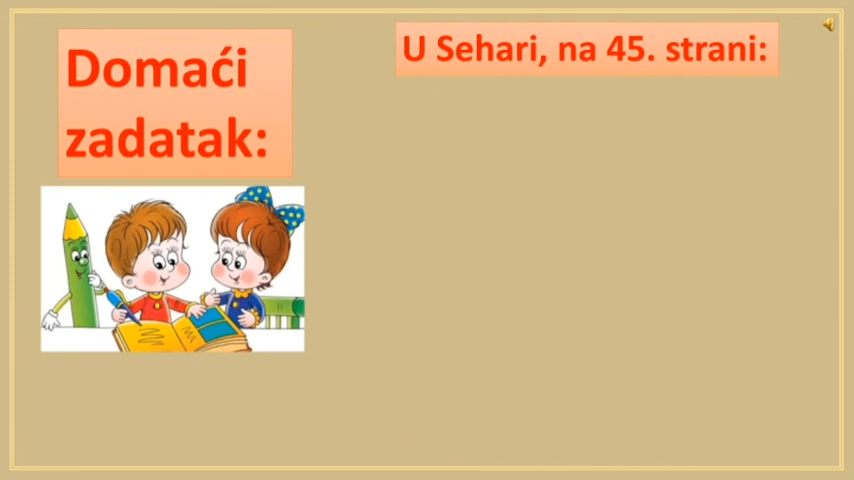 Domaći
zadatak:
U Sehari, na 45. strani: